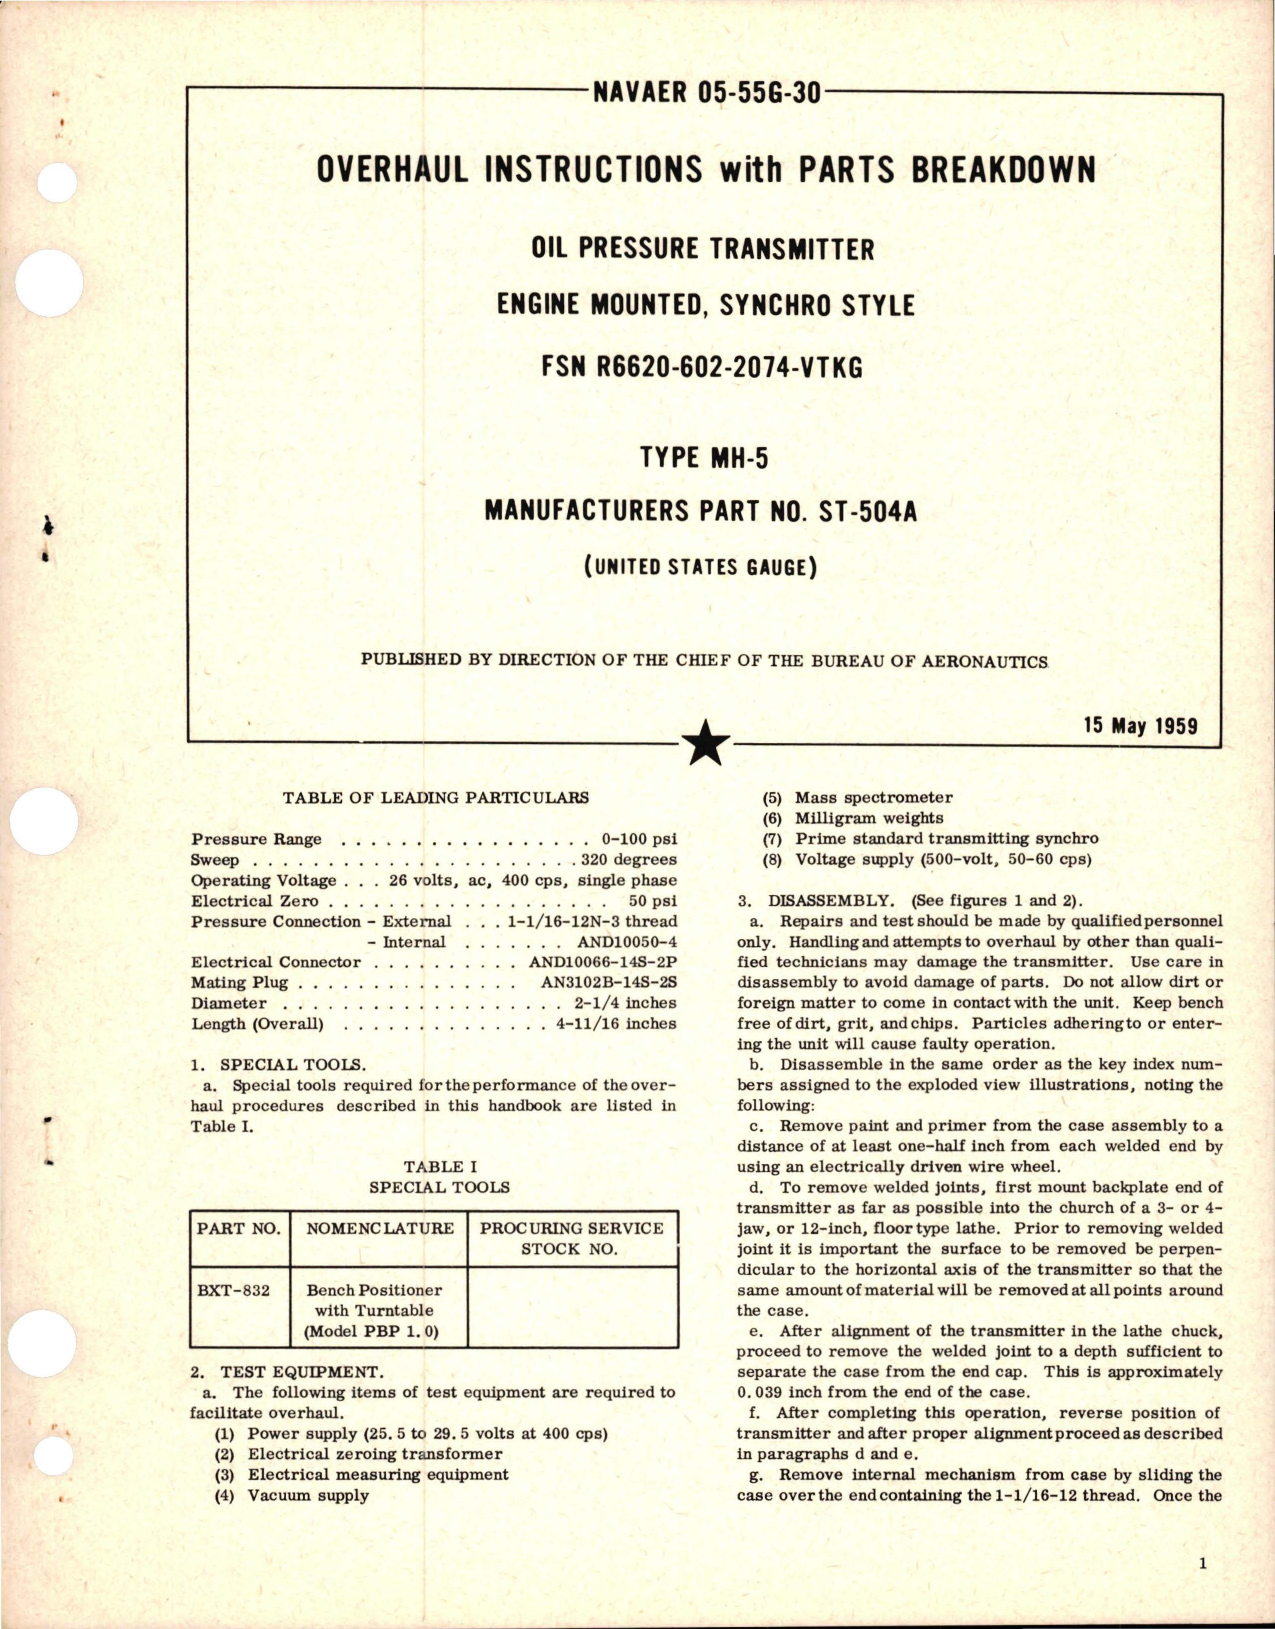 NAVAER 05-55G-30
OVERHAUL INSTRUCTIONS with PARTS BREAKDOWN
OIL PRESSURE TRANSMITTER
ENGINE MOUNTED, SYNCHRO STYLE
FSN R6620-602-2074-VTKG
TYPE MH-5
MANUFACTURERS PART NO. ST-504A
(UNITED STATES GAUGE)
PUBLISHED BY DIRECTION OF THE CHIEF OF THE BUREAU OF AERONAUTICS
15 May 1959
TABLE OF LEADING PARTICULARS
Pressure Range . . . . . . . . . . . . . . . . . 0-100 psi
Sweep . . . . . . . . . . . . . . . . . . . . . . 320 degrees
Operating Voltage . . . 26 volts, ac, 400 cps, single phase
Electrical Zero . . . . . . . . . . . . . . . . . . . 50 psi
Pressure Connection - External . . . 1-1/16-12N-3 thread
- Internal . . . . . . . AND10050-4
Electrical Connector . . . . . . . . . . AND10066-14S-2P
Mating Plug . . . . . . . . . . . . . . . . AN3102B-14S-2S
Diameter . . . . . . . . . . . . . . . . . . . 2-1/4 inches
Length (Overall) . . . . . . . . . . . . . . 4-11/16 inches
1. SPECIAL TOOLS.
a. Special tools required for the performance of the over-
haul procedures described in this handbook are listed in
Table I.
TABLE I
SPECIAL TOOLS
PART NO. NOMENCLATURE PROCURING SERVICE
STOCK NO.
BXT-832 Bench Positioner
with Turntable
(Model PBP 1.0)
2. TEST EQUIPMENT.
a. The following items of test equipment are required to
facilitate overhaul.
(1) Power supply (25.5 to 29.5 volts at 400 cps)
(2) Electrical zeroing transformer
(3) Electrical measuring equipment
(4) Vacuum supply
(5) Mass spectrometer
(6) Milligram weights
(7) Prime standard transmitting synchro
(8) Voltage supply (500-volt, 50-60 cps)
3. DISASSEMBLY. (See figures 1 and 2).
a. Repairs and test should be made by qualified personnel
only. Handling and attempts to overhaul by other than quali-
fied technicians may damage the transmitter. Use care in
disassembly to avoid damage of parts. Do not allow dirt or
foreign matter to come in contact with the unit. Keep bench
free of dirt, grit, and chips. Particles adhering to or enter-
ing the unit will cause faulty operation.
b. Disassemble in the same order as the key index num-
bers assigned to the exploded view illustrations, noting the
following:
c. Remove paint and primer from the case assembly to a
distance of at least one-half inch from each welded end by
using an electrically driven wire wheel.
d. To remove welded joints, first mount backplate end of
transmitter as far as possible into the church of a 3- or 4-
jaw, or 12-inch, floor type lathe. Prior to removing welded
joint it is important the surface to be removed be perpen-
dicular to the horizontal axis of the transmitter so that the
same amount of material will be removed at all points around
the case.
e. After alignment of the transmitter in the lathe chuck,
proceed to remove the welded joint to a depth sufficient to
separate the case from the end cap. This is approximately
0.039 inch from the end of the case.
f. After completing this operation, reverse position of
transmitter and after proper alignment proceed as described
in paragraphs d and e.
g. Remove internal mechanism from case by sliding the
case over the end containing the 1-1/16-12 thread. Once the
1